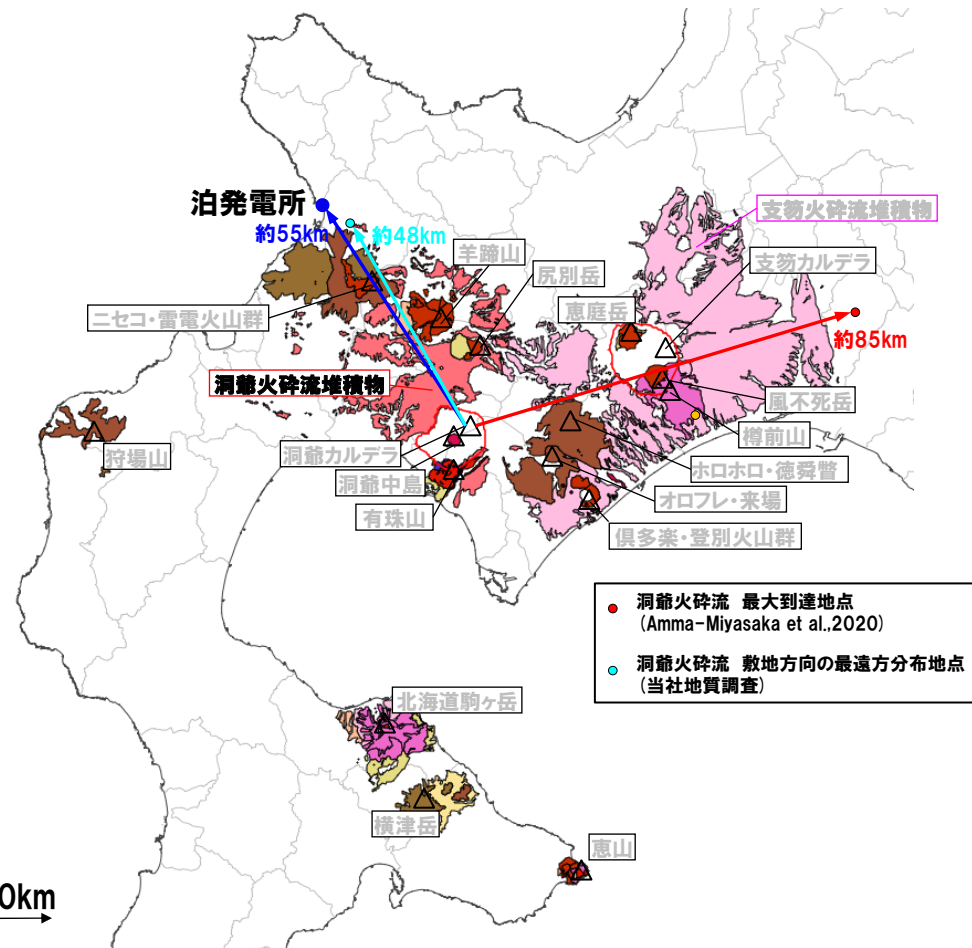 泊発電所
約55km
約48km
羊蹄山
尻別岳
支笏火砕流堆積物
支笏カルデラ
恵庭岳
ニセコ・雷電火山群
約85km
洞爺火砕流堆積物
風不死岳
樽前山
狩場山
洞爺カルデラ
ホロホロ・徳舜瞥
洞爺中島
オロフレ・来場
有珠山
倶多楽・登別火山群
洞爺火砕流 最大到達地点
(Amma-Miyasaka et al.,2020)
洞爺火砕流 敷地方向の最遠方分布地点
(当社地質調査)
北海道駒ヶ岳
横津岳
恵山
0km